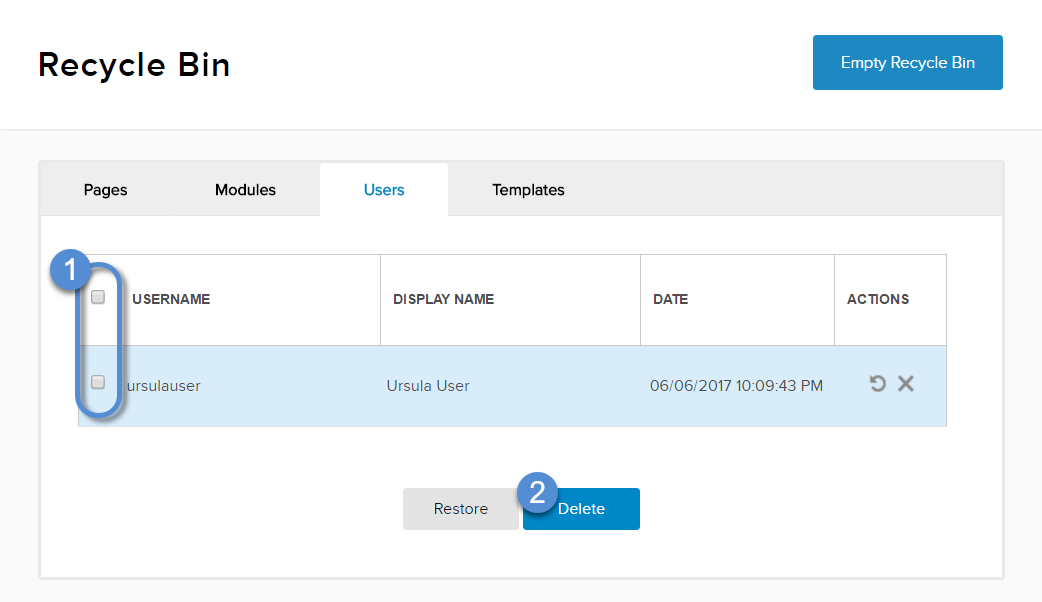 Recycle Bin
Empty Recycle Bin
Pages Modules Users Templates
1
USERNAME DISPLAY NAME DATE ACTIONS
ursulauser Ursula User 06/06/2017 10:09:43 PM
2
Restore Delete